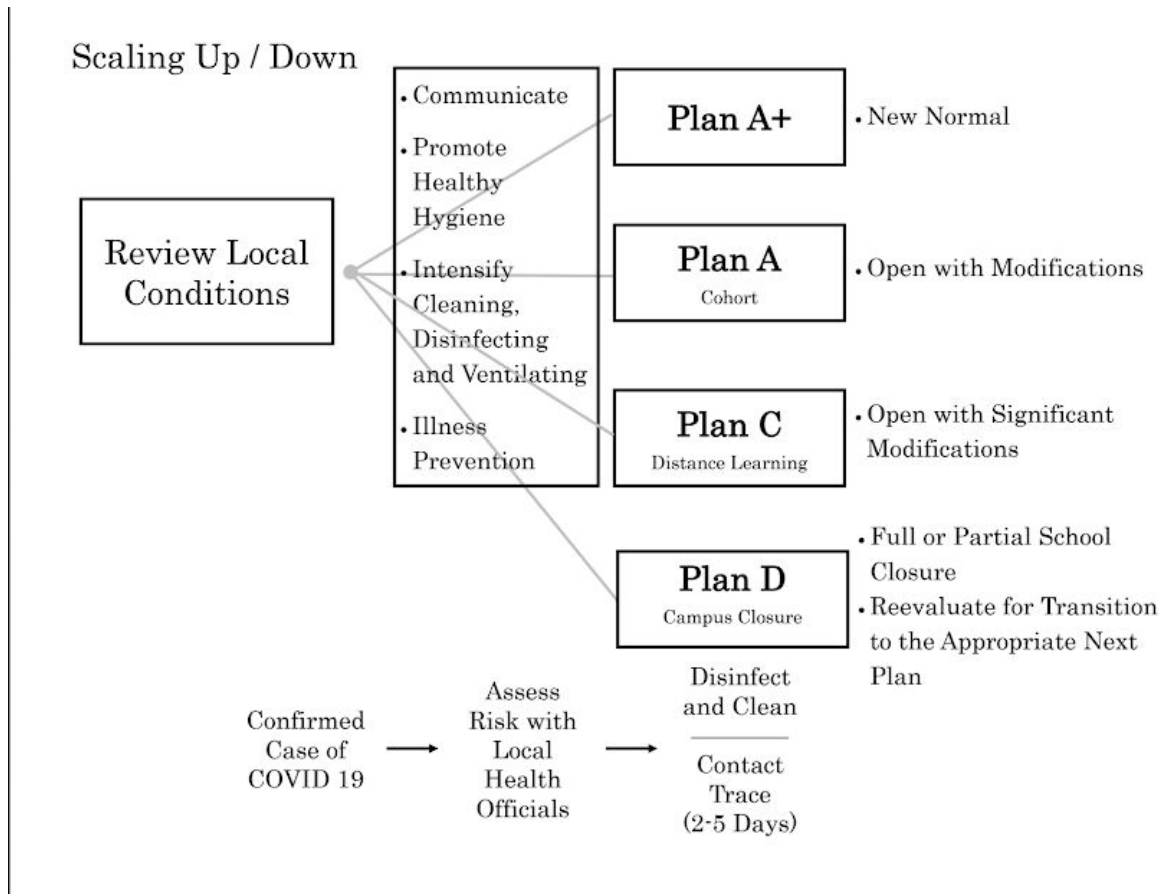 Scaling Up / Down
Review Local
Conditions
• Communicate
• Promote
Healthy
Hygiene
• Intensify
Cleaning,
Disinfecting
and Ventilating
• Illness
Prevention
Plan A+
• New Normal
Plan A
Cohort
• Open with Modifications
Plan C
Distance Learning
• Open with Significant
Modifications
Plan D
Campus Closure
• Full or Partial School
Closure
• Reevaluate for Transition
to the Appropriate Next
Plan
Confirmed
Case of
COVID 19
Assess
Risk with
Local
Health
Officials
Disinfect
and Clean
Contact
Trace
(2-5 Days)